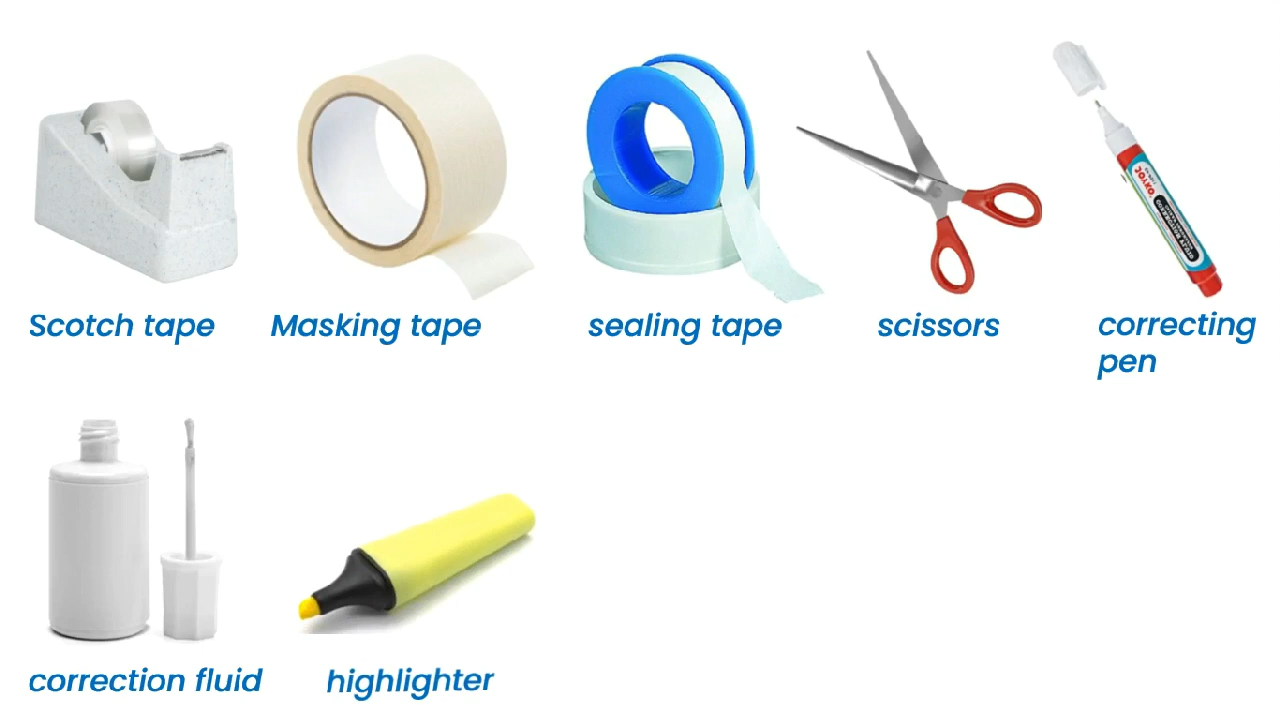 Scotch tape
Masking tape
sealing tape
scissors
correcting
pen
correction fluid
highlighter